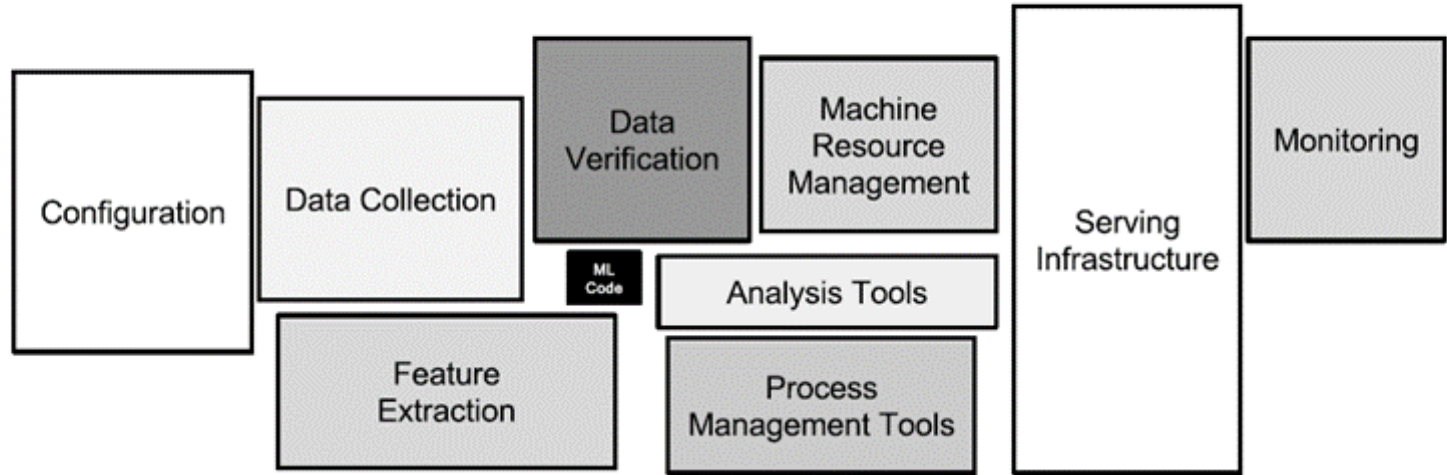 Configuration
Data Collection
Data
Verification
Machine
Resource
Management
Serving
Infrastructure
Monitoring
ML
Code
Analysis Tools
Feature
Extraction
Process
Management Tools